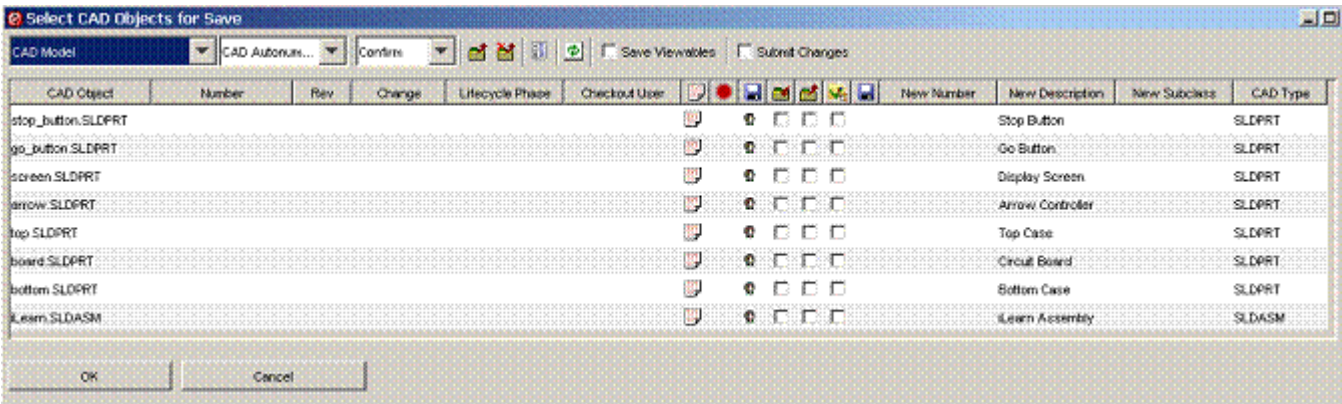 Select CAD Objects for Save
CAD Model CAD Autonum... Confirm Save Viewables Submit Changes
CAD Object Number Rev Change Lifecycle Phase Checkout User New Number New Description New Subclass CAD Type
stop_button.SLDPRT Stop Button SLDPRT
go_button.SLDPRT Go Button SLDPRT
screen.SLDPRT Display Screen SLDPRT
arrow.SLDPRT Arrow Controller SLDPRT
top.SLDPRT Top Case SLDPRT
board.SLDPRT Circuit Board SLDPRT
bottom.SLDPRT Bottom Case SLDPRT
iLearn.SLDASM iLearn Assembly SLDASM
OK Cancel